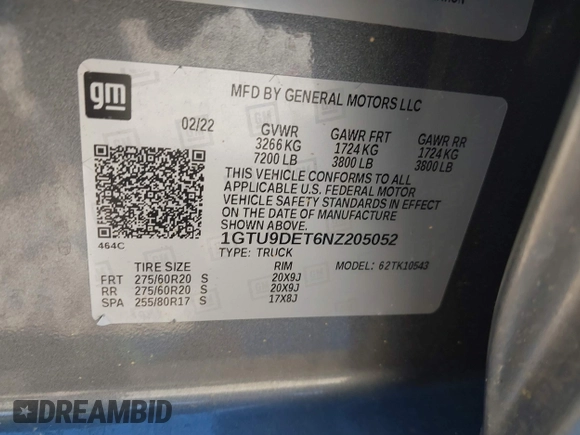 gm
MFD BY GENERAL MOTORS LLC
02/22 GVWR GAWR FRT GAWR RR
3266 KG 1724 KG 1724 KG
7200 LB 3800 LB 3800 LB
THIS VEHICLE CONFORMS TO ALL
APPLICABLE U.S. FEDERAL MOTOR
VEHICLE SAFETY STANDARDS IN EFFECT
ON THE DATE OF MANUFACTURE
SHOWN ABOVE.
464C
1GTU9DET6NZ205052
TYPE: TRUCK
TIRE SIZE RIM MODEL: 62TK10543
FRT 275/60R20 S 20X9J
RR 275/60R20 S 20X9J
SPA 255/80R17 S 17X8J
DREAMBID